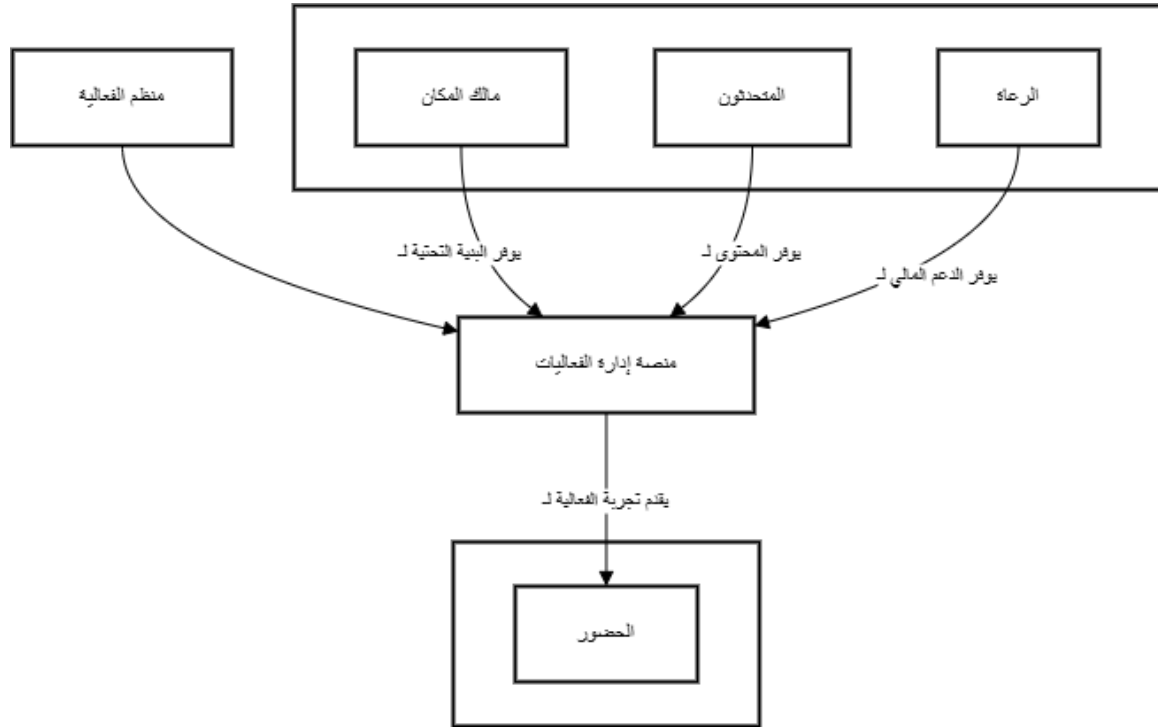 منظم الفعالية
مالك المكان
المتحدثون
الرعاة
يوفر البنية التحتية لـ
يوفر المحتوى لـ
يوفر الدعم المالي لـ
منصة إدارة الفعاليات
يقدم تجربة الفعالية لـ
الحضور